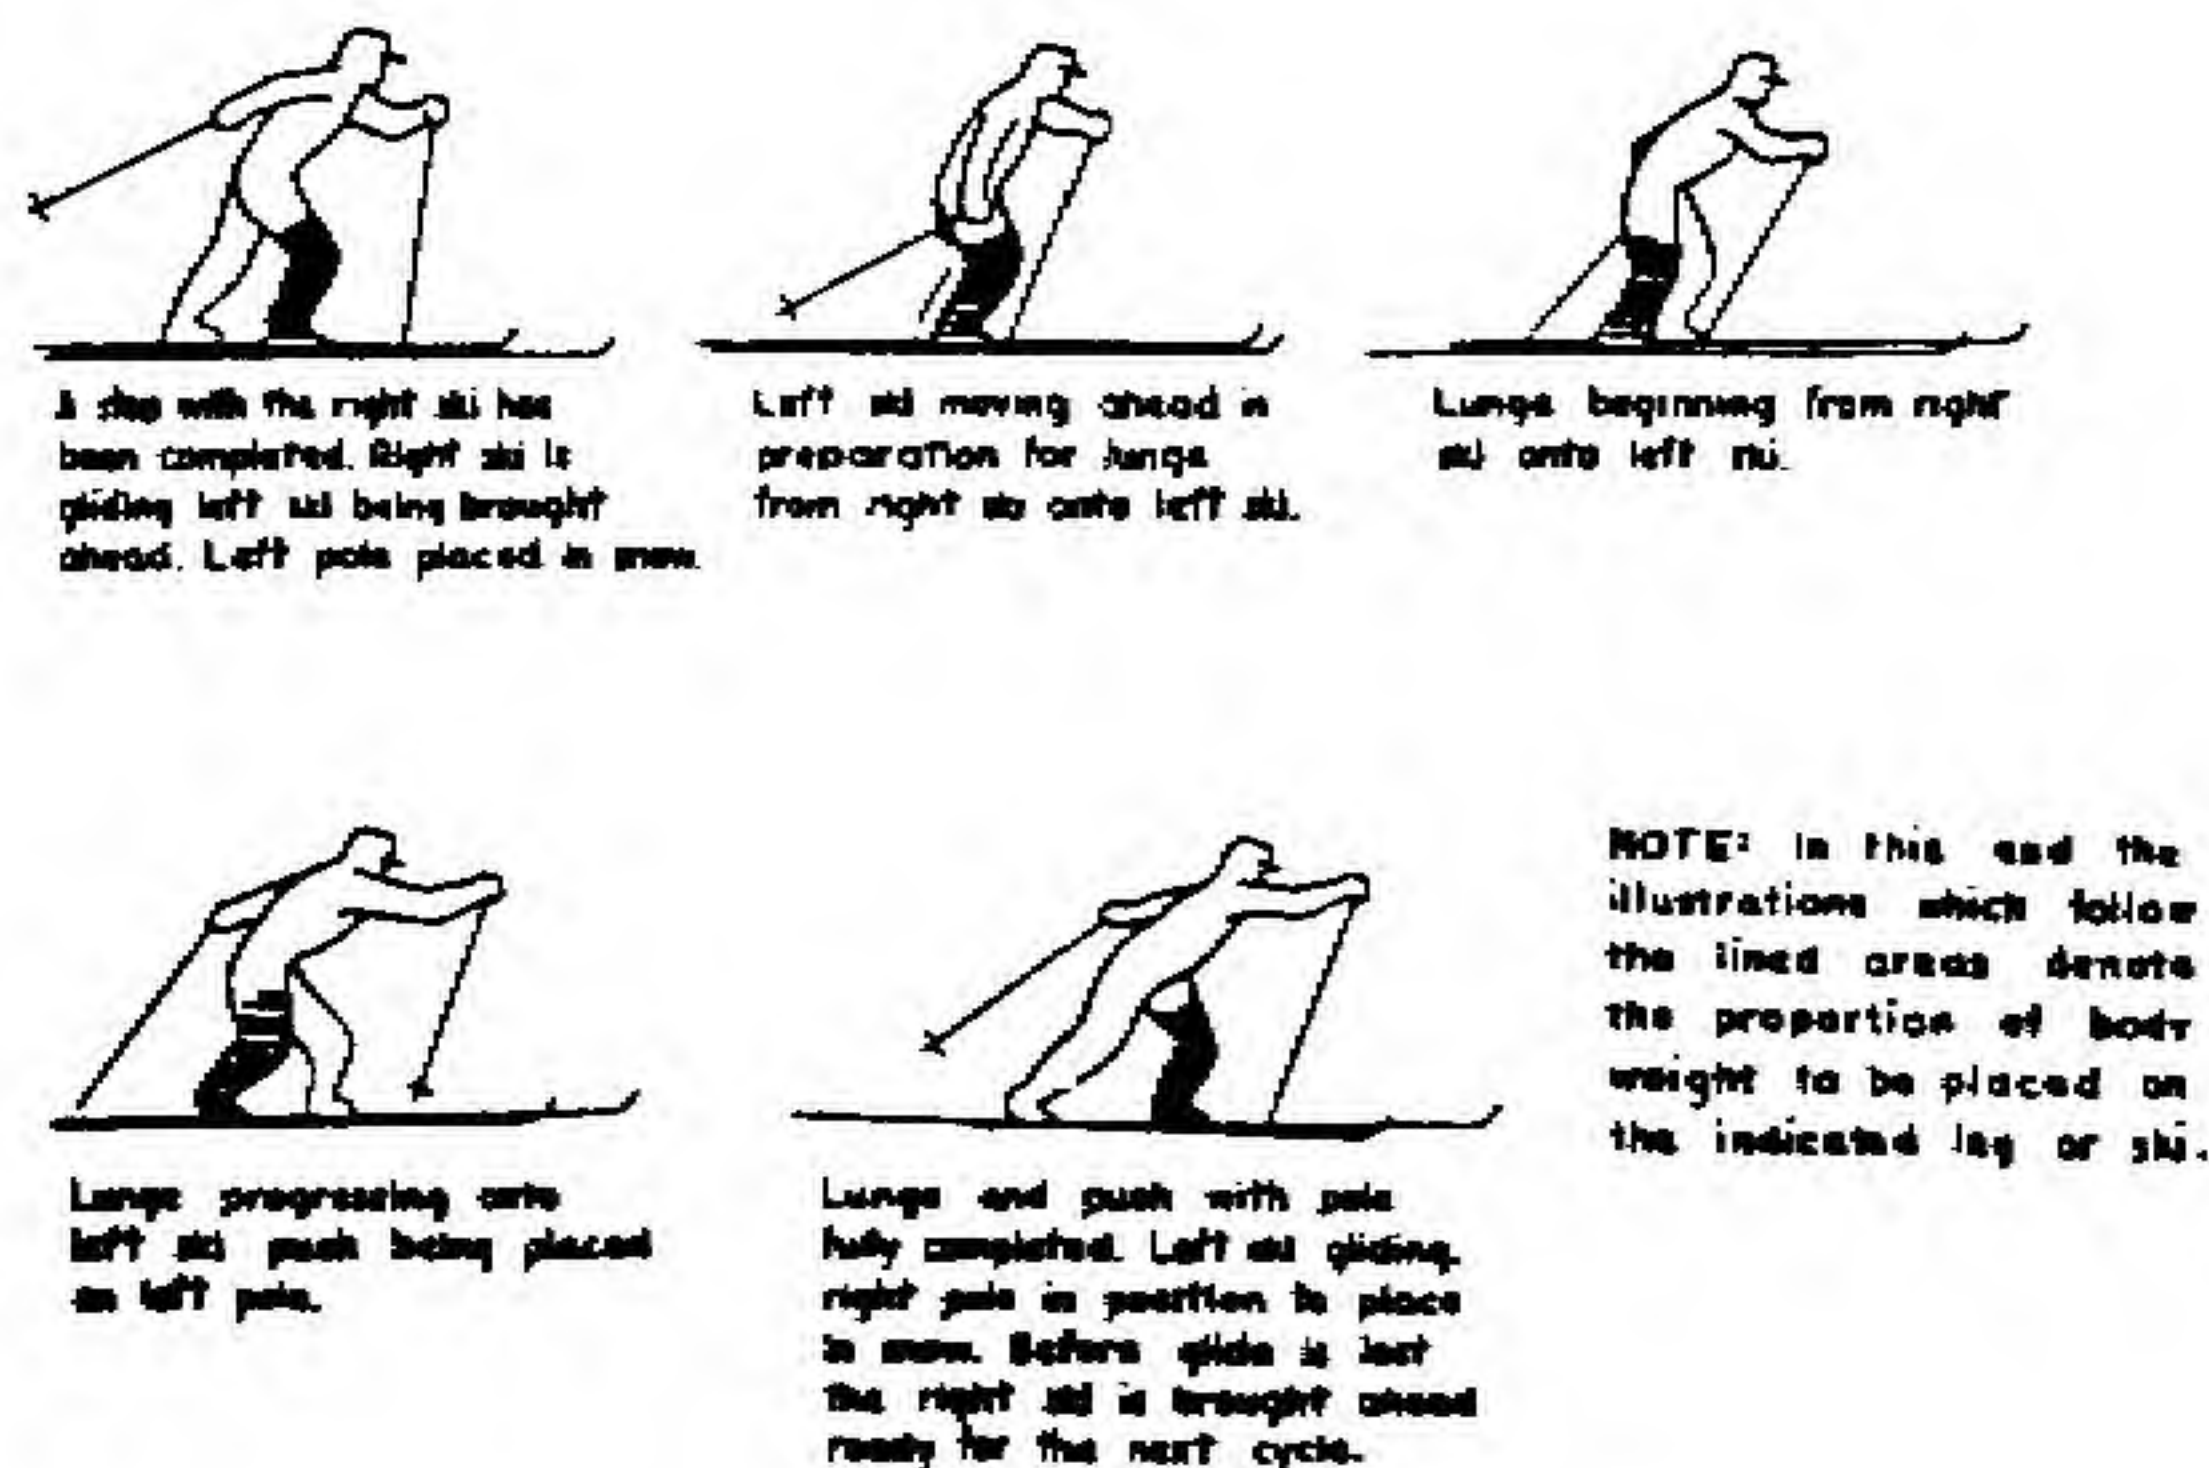 A step with the right ski has
been completed. Right ski is
gliding left ski being brought
ahead. Left pole placed in snow.
Left ski moving ahead in
preparation for lunge
from right ski onto left ski.
Lunge beginning from right
ski onto left ski.
Lunge progressing onto
left ski push being placed
on left pole.
Lunge and push with pole
fully completed. Left ski gliding,
right pole in position to place
in snow. Before glide is lost
the right ski is brought ahead
ready for the next cycle.
NOTE: In this and the
illustrations which follow
the lined areas denote
the proportion of body
weight to be placed on
the indicated leg or ski.